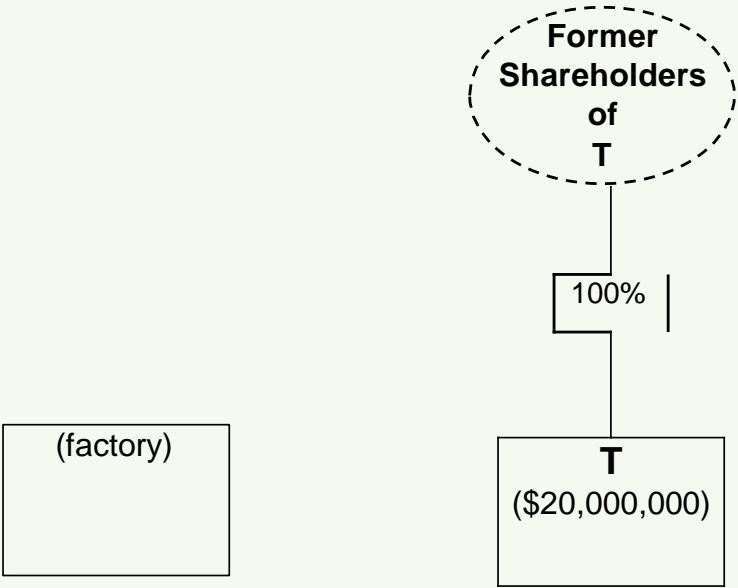 Former
Shareholders
of
T
100%
(factory)
T
($20,000,000)